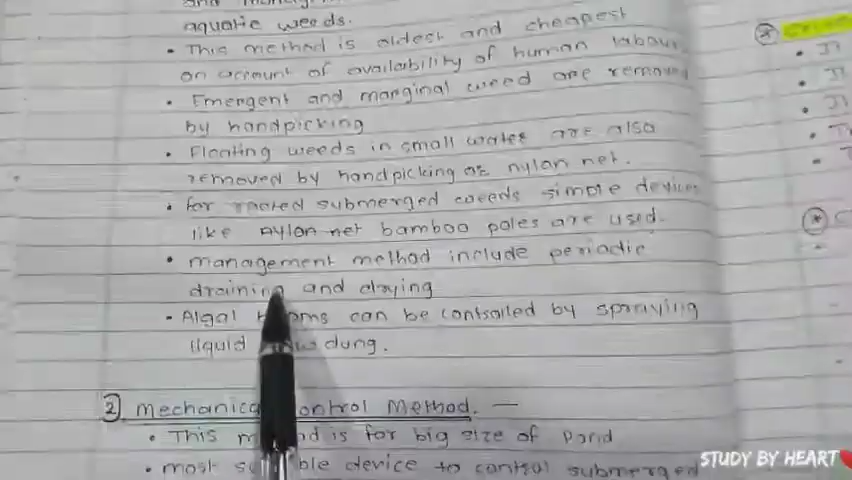 aquatic weeds.
• This method is oldest and cheapest
on account of availability of human labour
• Emergent and marginal weed are removed
by handpicking
• Floating weeds in small water are also
removed by handpicking or nylon net.
• for rooted submerged weeds simple devices
like nylon net bamboo poles are used.
• management method include periodic
draining and drying
• Algal can be controlled by spraying
liquid dung.
② Mechanical Control Method. —
• This is for big size of Pond
• most device to control submerged
STUDY BY HEART